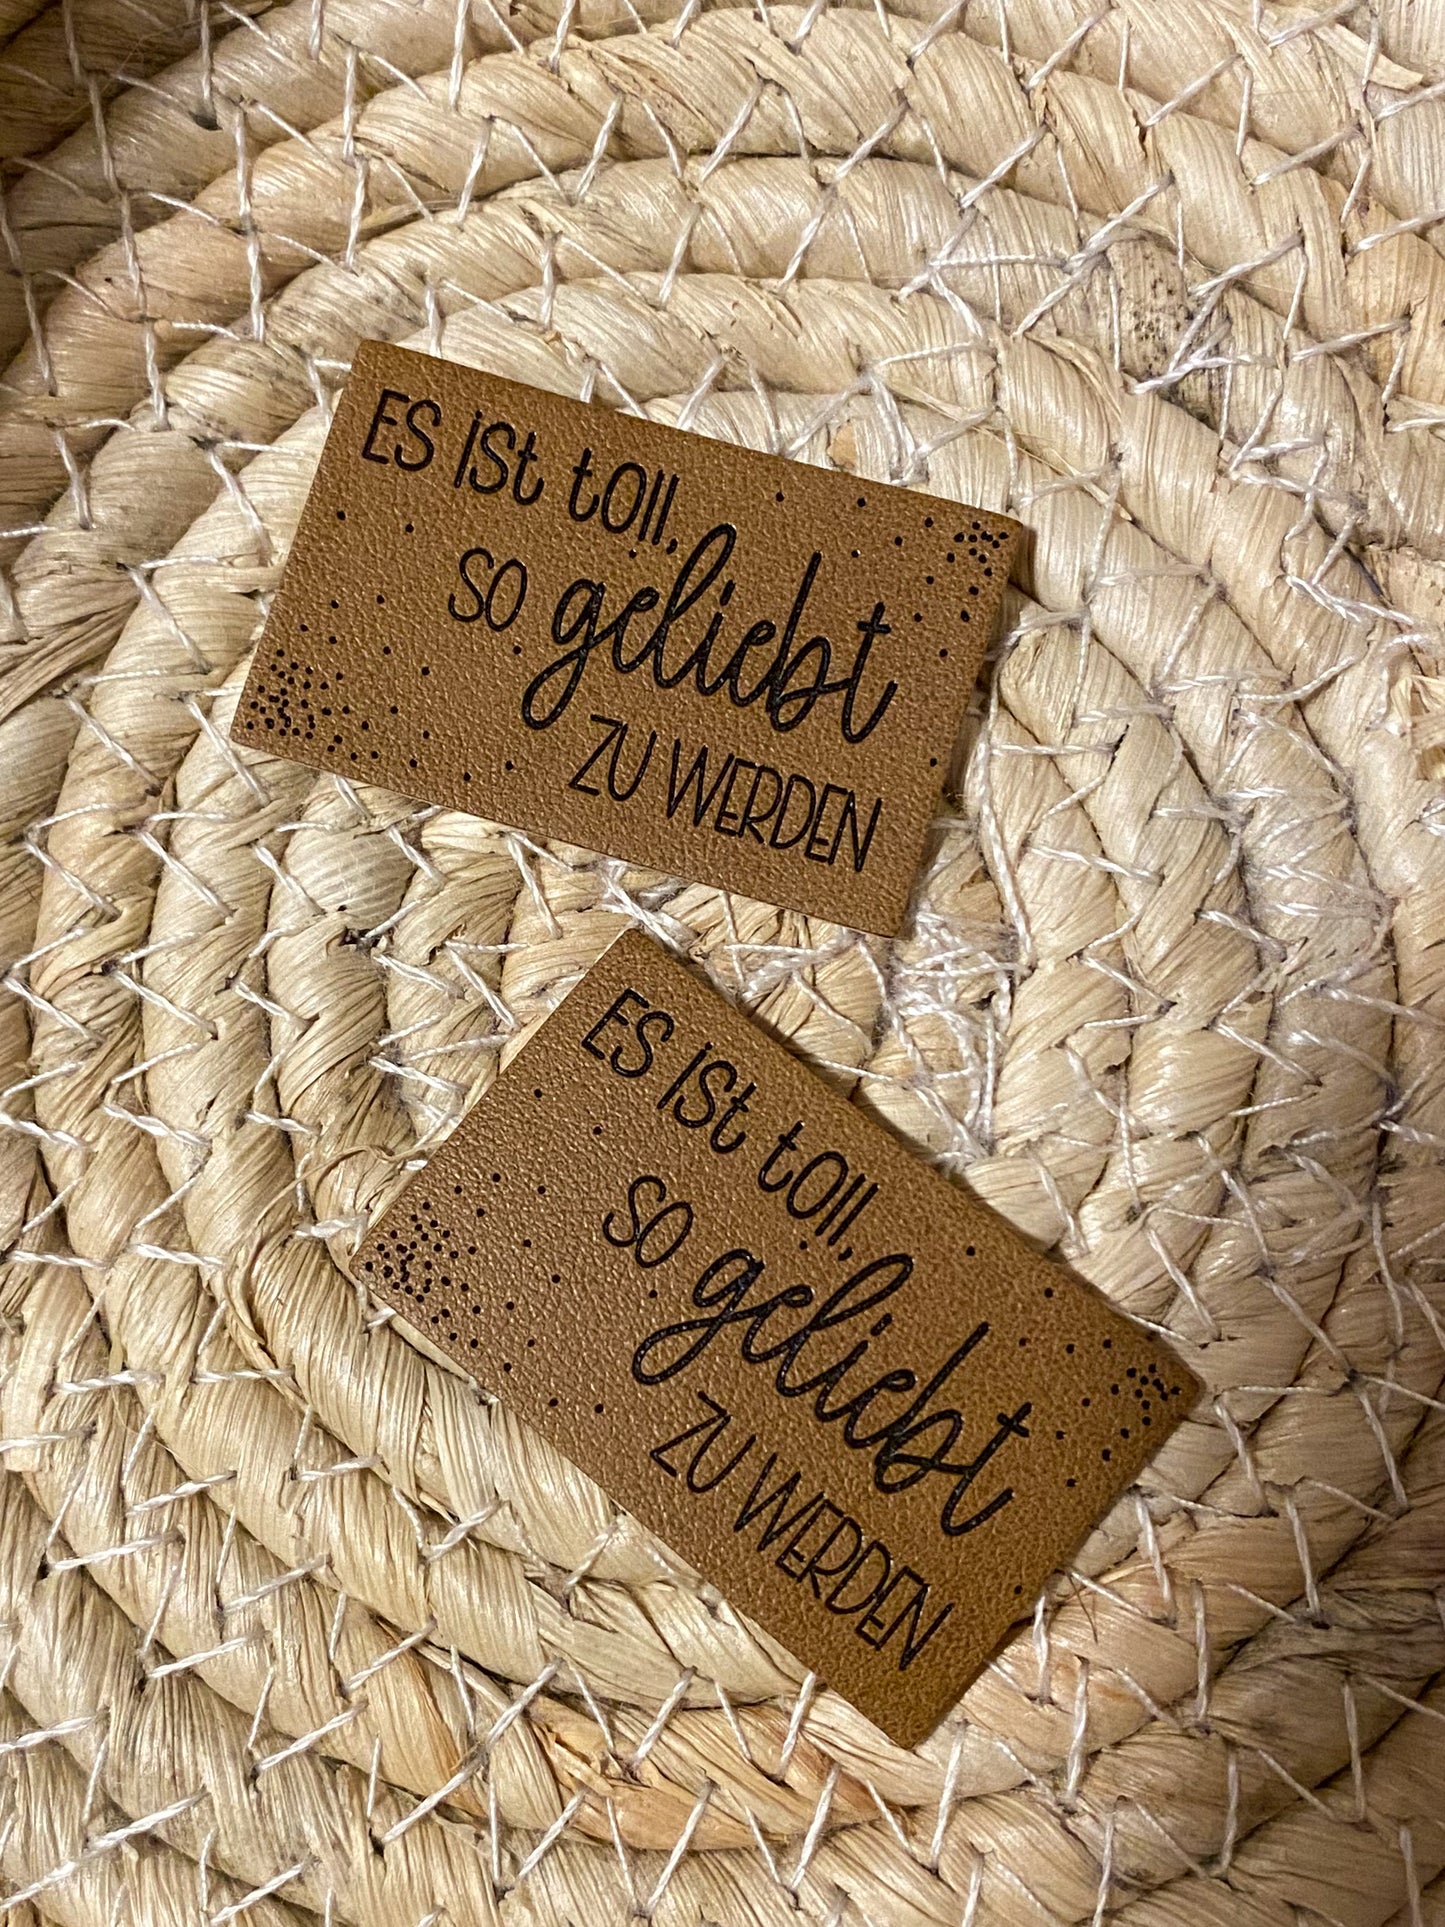 ES iSt tOll,
SO geliebt
ZU WERDEN
ES iSt tOll,
SO geliebt
ZU WERDEN